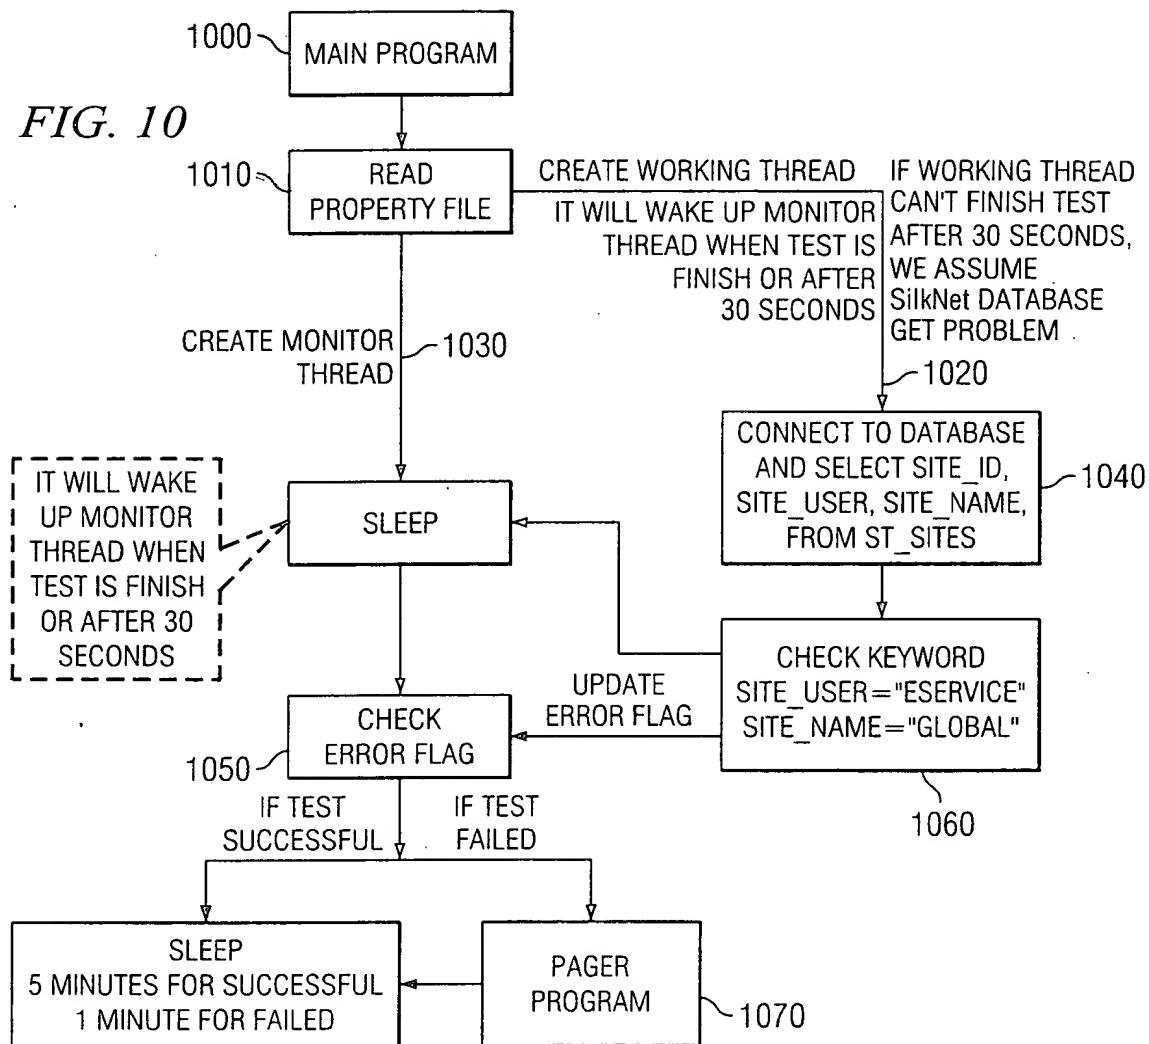 1000
MAIN PROGRAM
FIG. 10
1010
READ
PROPERTY FILE
CREATE WORKING THREAD
IT WILL WAKE UP MONITOR
THREAD WHEN TEST IS
FINISH OR AFTER
30 SECONDS
IF WORKING THREAD
CAN'T FINISH TEST
AFTER 30 SECONDS,
WE ASSUME
SilkNet DATABASE
GET PROBLEM
CREATE MONITOR
THREAD
1030
1020
CONNECT TO DATABASE
AND SELECT SITE_ID,
SITE_USER, SITE_NAME,
FROM ST_SITES
1040
IT WILL WAKE
UP MONITOR
THREAD WHEN
TEST IS FINISH
OR AFTER 30
SECONDS
SLEEP
CHECK KEYWORD
SITE_USER="ESERVICE"
SITE_NAME="GLOBAL"
1060
UPDATE
ERROR FLAG
CHECK
ERROR FLAG
1050
IF TEST
SUCCESSFUL
IF TEST
FAILED
SLEEP
5 MINUTES FOR SUCCESSFUL
1 MINUTE FOR FAILED
PAGER
PROGRAM
1070